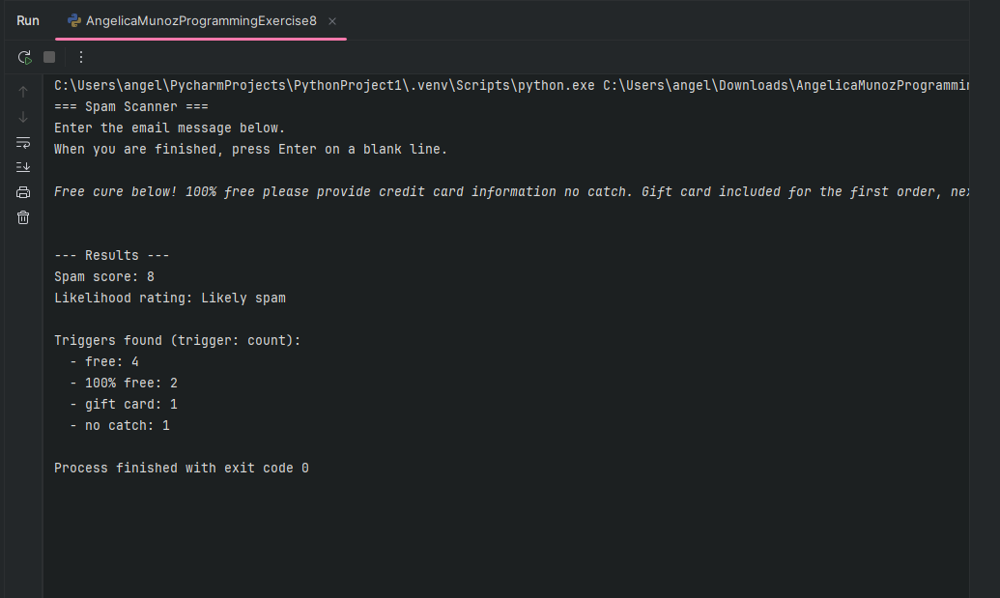 Run AngelicaMunozProgrammingExercise8
C:\Users\angel\PycharmProjects\PythonProject1\.venv\Scripts\python.exe C:\Users\angel\Downloads\AngelicaMunozProgrammin
=== Spam Scanner ===
Enter the email message below.
When you are finished, press Enter on a blank line.
Free cure below! 100% free please provide credit card information no catch. Gift card included for the first order, nex
--- Results ---
Spam score: 8
Likelihood rating: Likely spam
Triggers found (trigger: count):
- free: 4
- 100% free: 2
- gift card: 1
- no catch: 1
Process finished with exit code 0